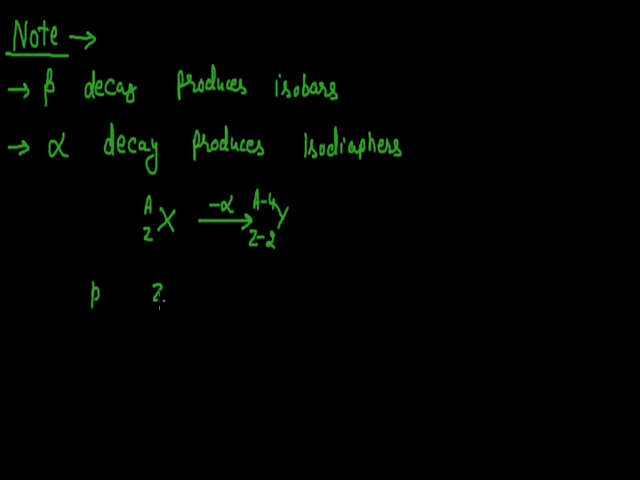 Note →
→ β decay produces isobars
→ α decay produces Isodiaphers
A Z X -α → A-4 Z-2 Y
p Z